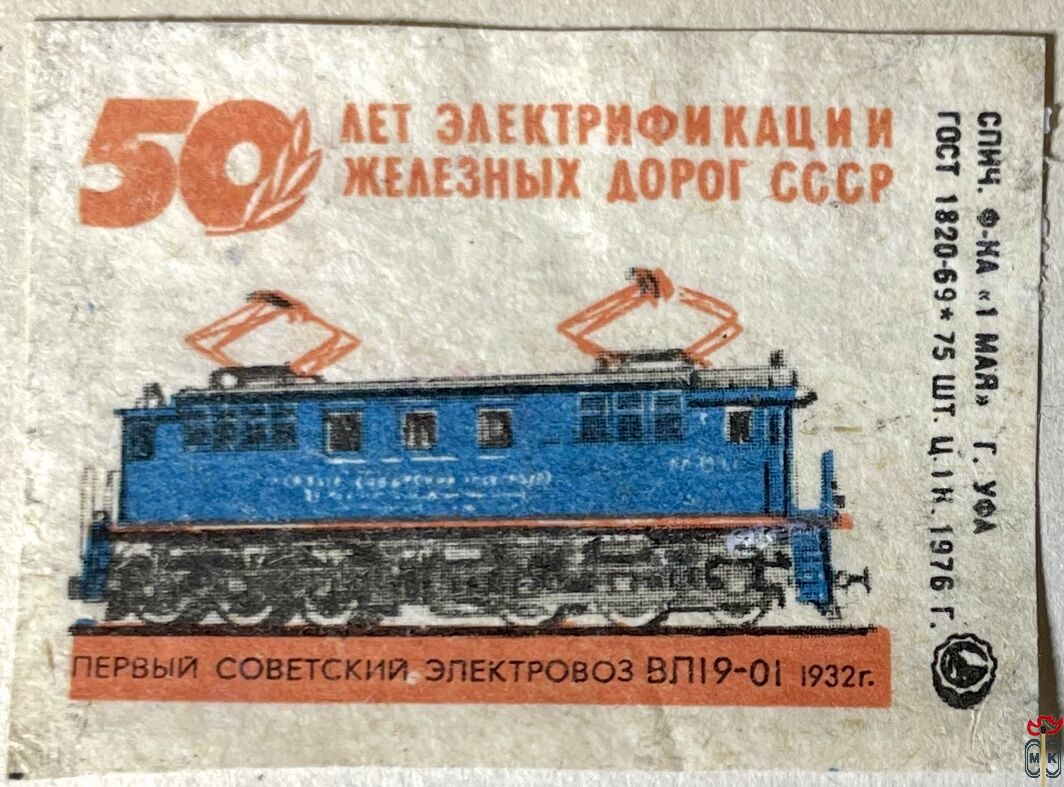 50 ЛЕТ ЭЛЕКТРИФИКАЦИИ
ЖЕЛЕЗНЫХ ДОРОГ СССР
ПЕРВЫЙ СОВЕТСКИЙ ЭЛЕКТРОВОЗ ВЛ19-01 1932г.
СПИЧ. Ф-КА «1 МАЯ» Г. УФА
ГОСТ 1820-69* 75 ШТ. Ц.1К. 1976 Г.
МК